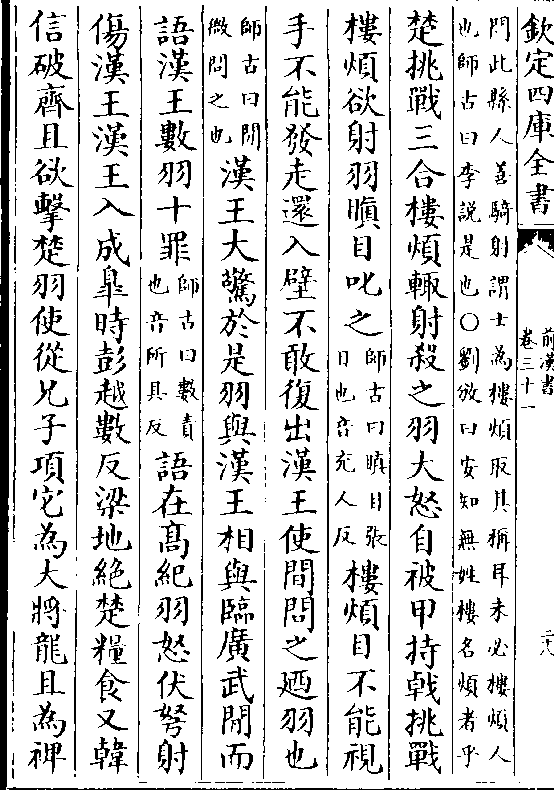 欽定四庫全書
前漢書
卷三十一
二十八
門此縣人善騎射謂士為樓煩取其稱耳未必樓煩人
也師古曰李說是也〇劉攽曰安知無姓樓名煩者乎
楚挑戰三合樓煩輒射殺之羽大怒自被甲持㦸挑戰
樓煩欲射羽瞋目叱之師古曰瞋目張目也音充人反樓煩目不能視
手不能發走還入壁不敢復出漢王使間問之廼羽也
師古曰間微問之也漢王大驚於是羽與漢王相與臨廣武間而
語漢王數羽十罪師古曰數責也音所具反語在髙紀羽怒伏弩射
傷漢王漢王入成臯時彭越數反梁地絶楚糧食又韓
信破齊且欲擊楚羽使從兄子項它為大將龍且為裨